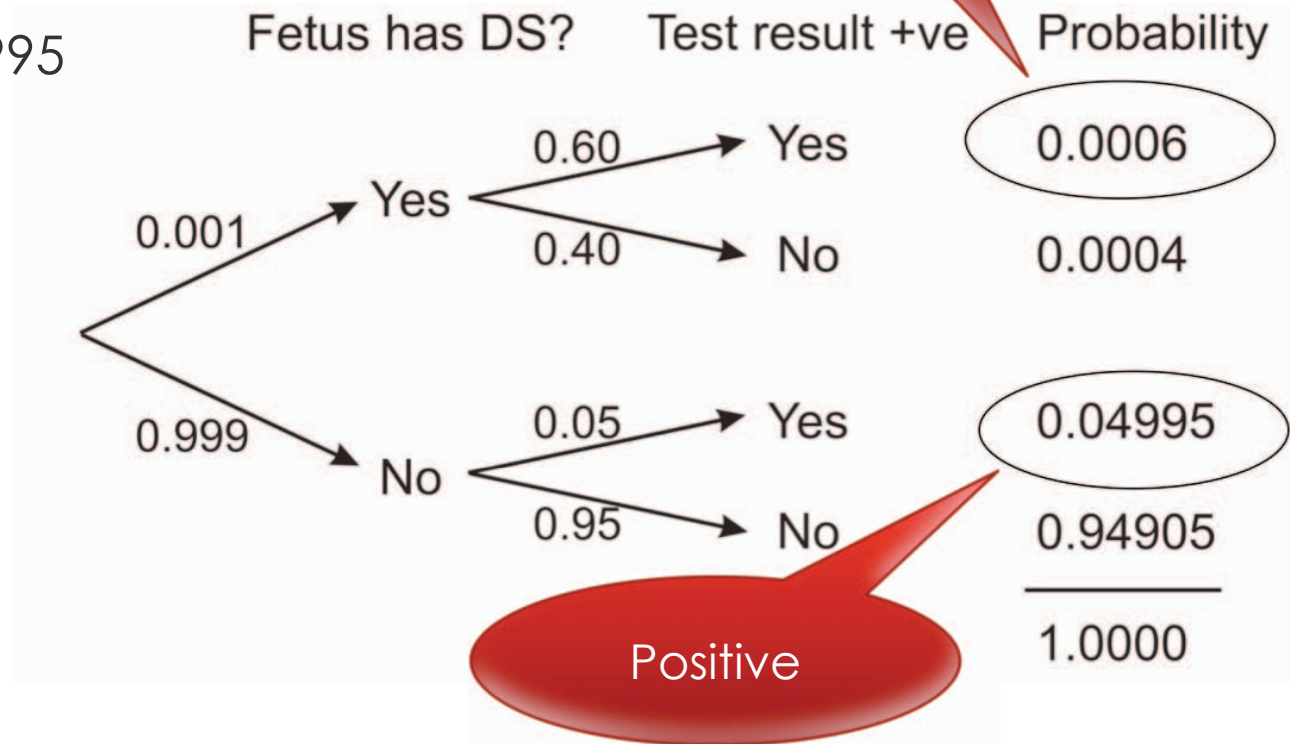 995
Fetus has DS? Test result +ve Probability
0.60 Yes 0.0006
0.001 Yes
0.40 No 0.0004
0.05 Yes 0.04995
0.999 No
0.95 No 0.94905
1.0000
Positive